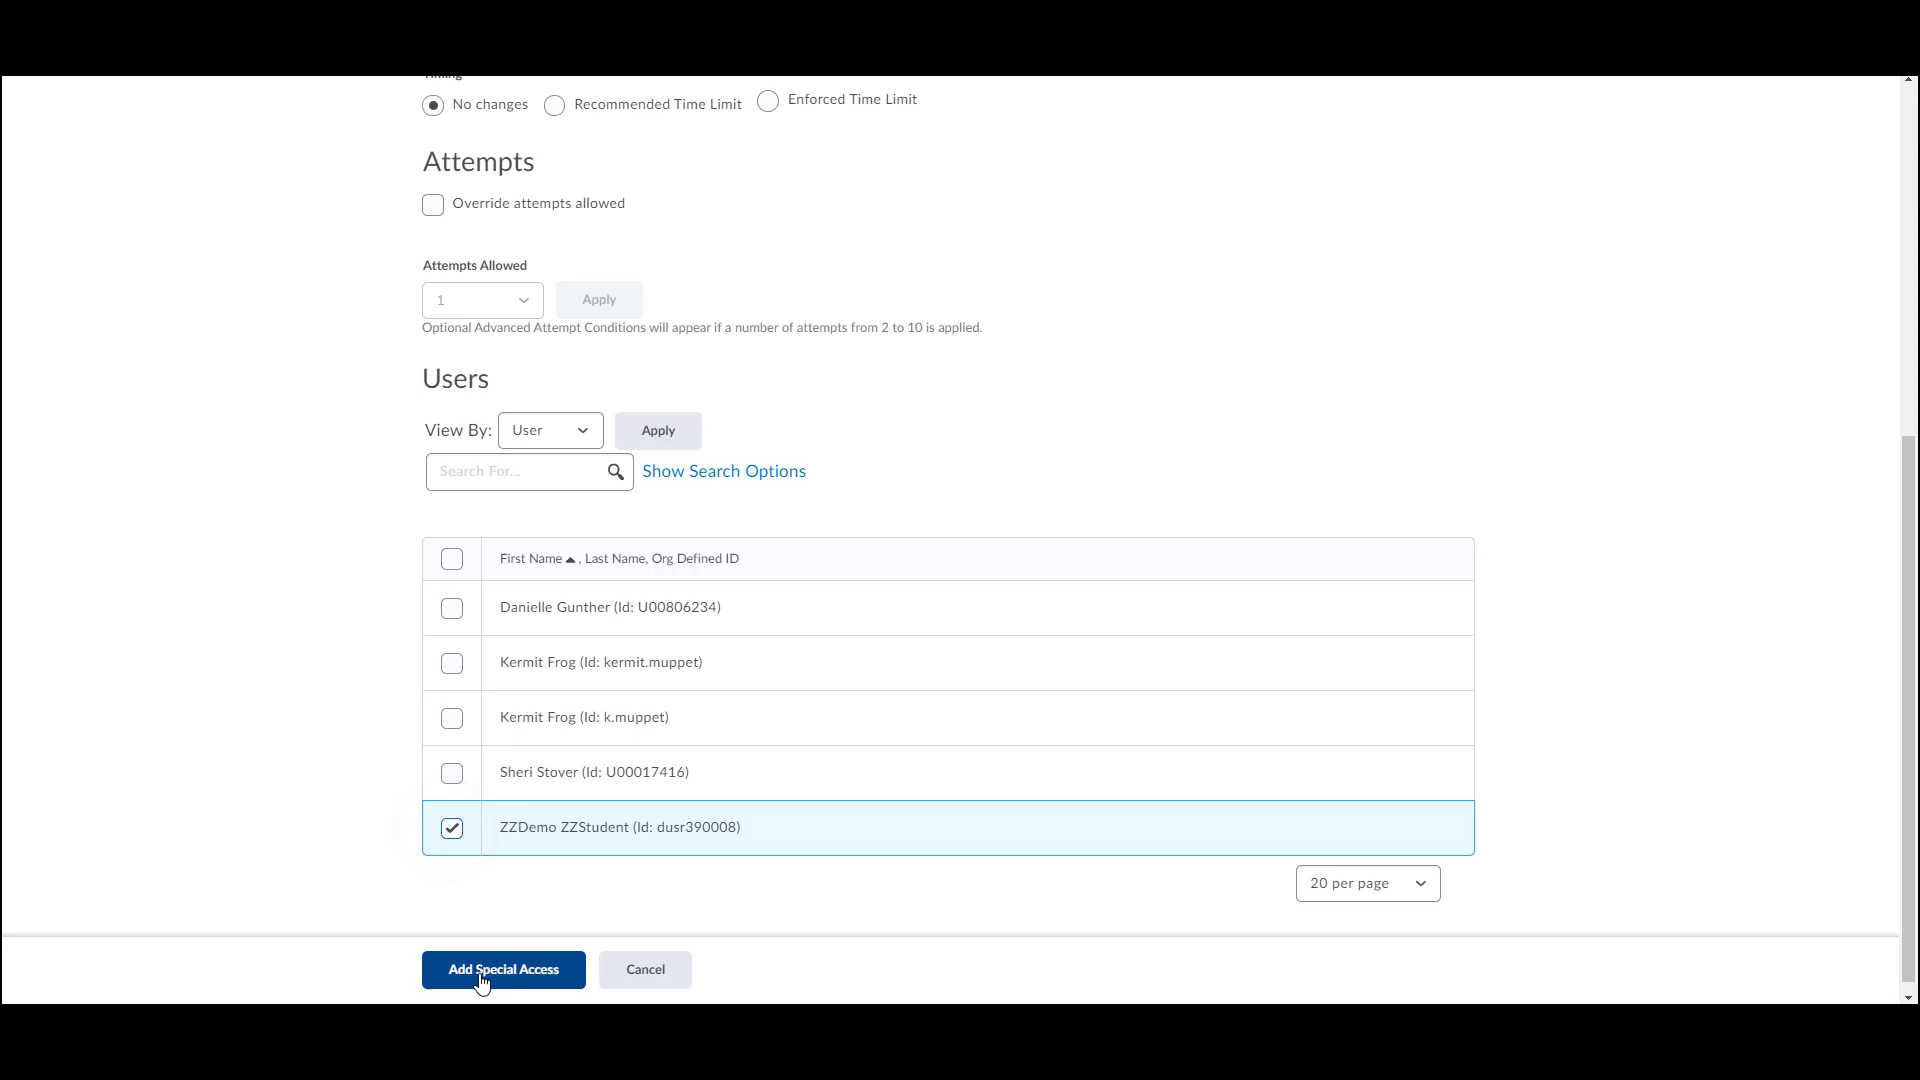 Timing
No changes Recommended Time Limit Enforced Time Limit
Attempts
Override attempts allowed
Attempts Allowed
1 Apply
Optional Advanced Attempt Conditions will appear if a number of attempts from 2 to 10 is applied.
Users
View By: User Apply
Search For... Show Search Options
First Name , Last Name, Org Defined ID
Danielle Gunther (Id: U00806234)
Kermit Frog (Id: kermit.muppet)
Kermit Frog (Id: k.muppet)
Sheri Stover (Id: U00017416)
ZZDemo ZZStudent (Id: dusr390008)
20 per page
Add Special Access Cancel